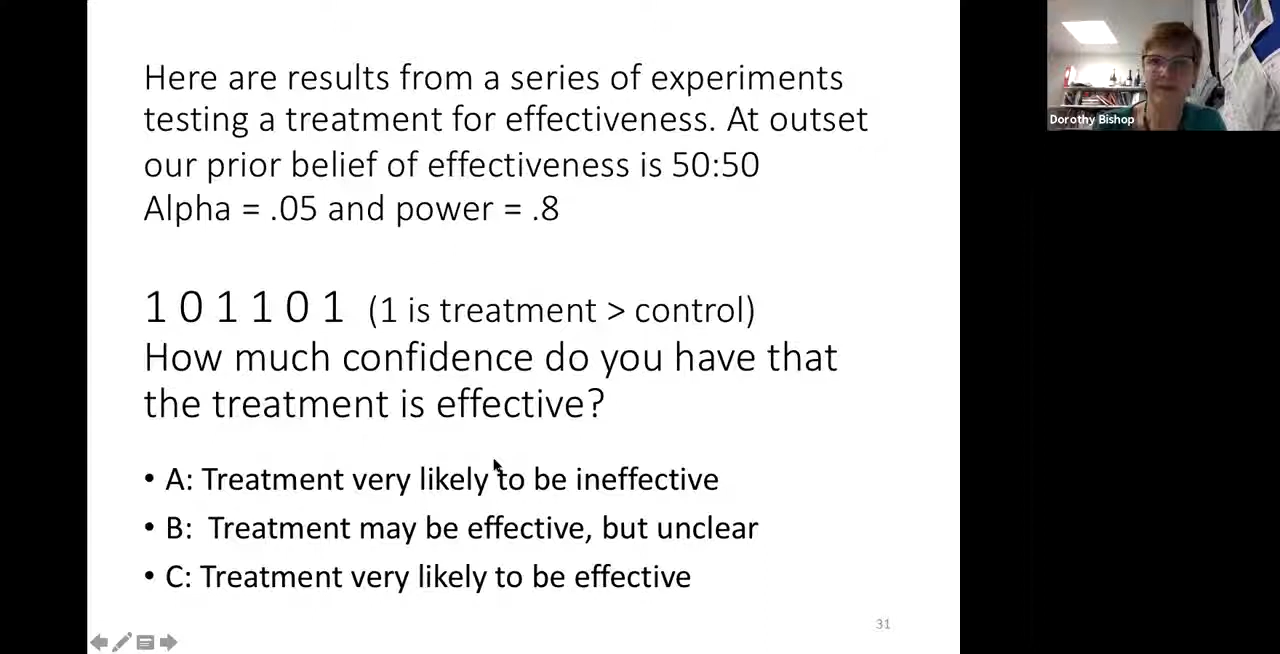 Here are results from a series of experiments
testing a treatment for effectiveness. At outset
our prior belief of effectiveness is 50:50
Alpha = .05 and power = .8
1 0 1 1 0 1 (1 is treatment > control)
How much confidence do you have that
the treatment is effective?
• A: Treatment very likely to be ineffective
• B: Treatment may be effective, but unclear
• C: Treatment very likely to be effective
31
Dorothy Bishop